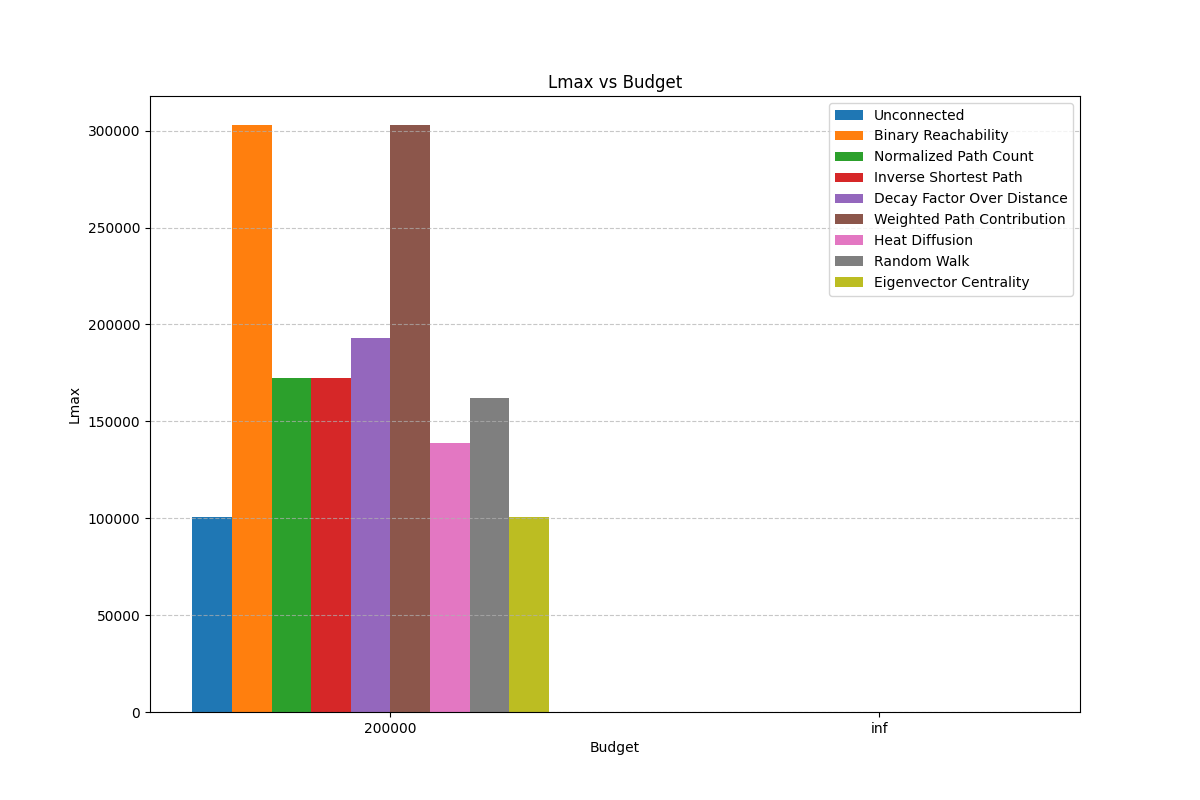 Lmax vs Budget
300000
250000
200000
150000
100000
50000
0
Lmax
Unconnected
Binary Reachability
Normalized Path Count
Inverse Shortest Path
Decay Factor Over Distance
Weighted Path Contribution
Heat Diffusion
Random Walk
Eigenvector Centrality
200000
inf
Budget